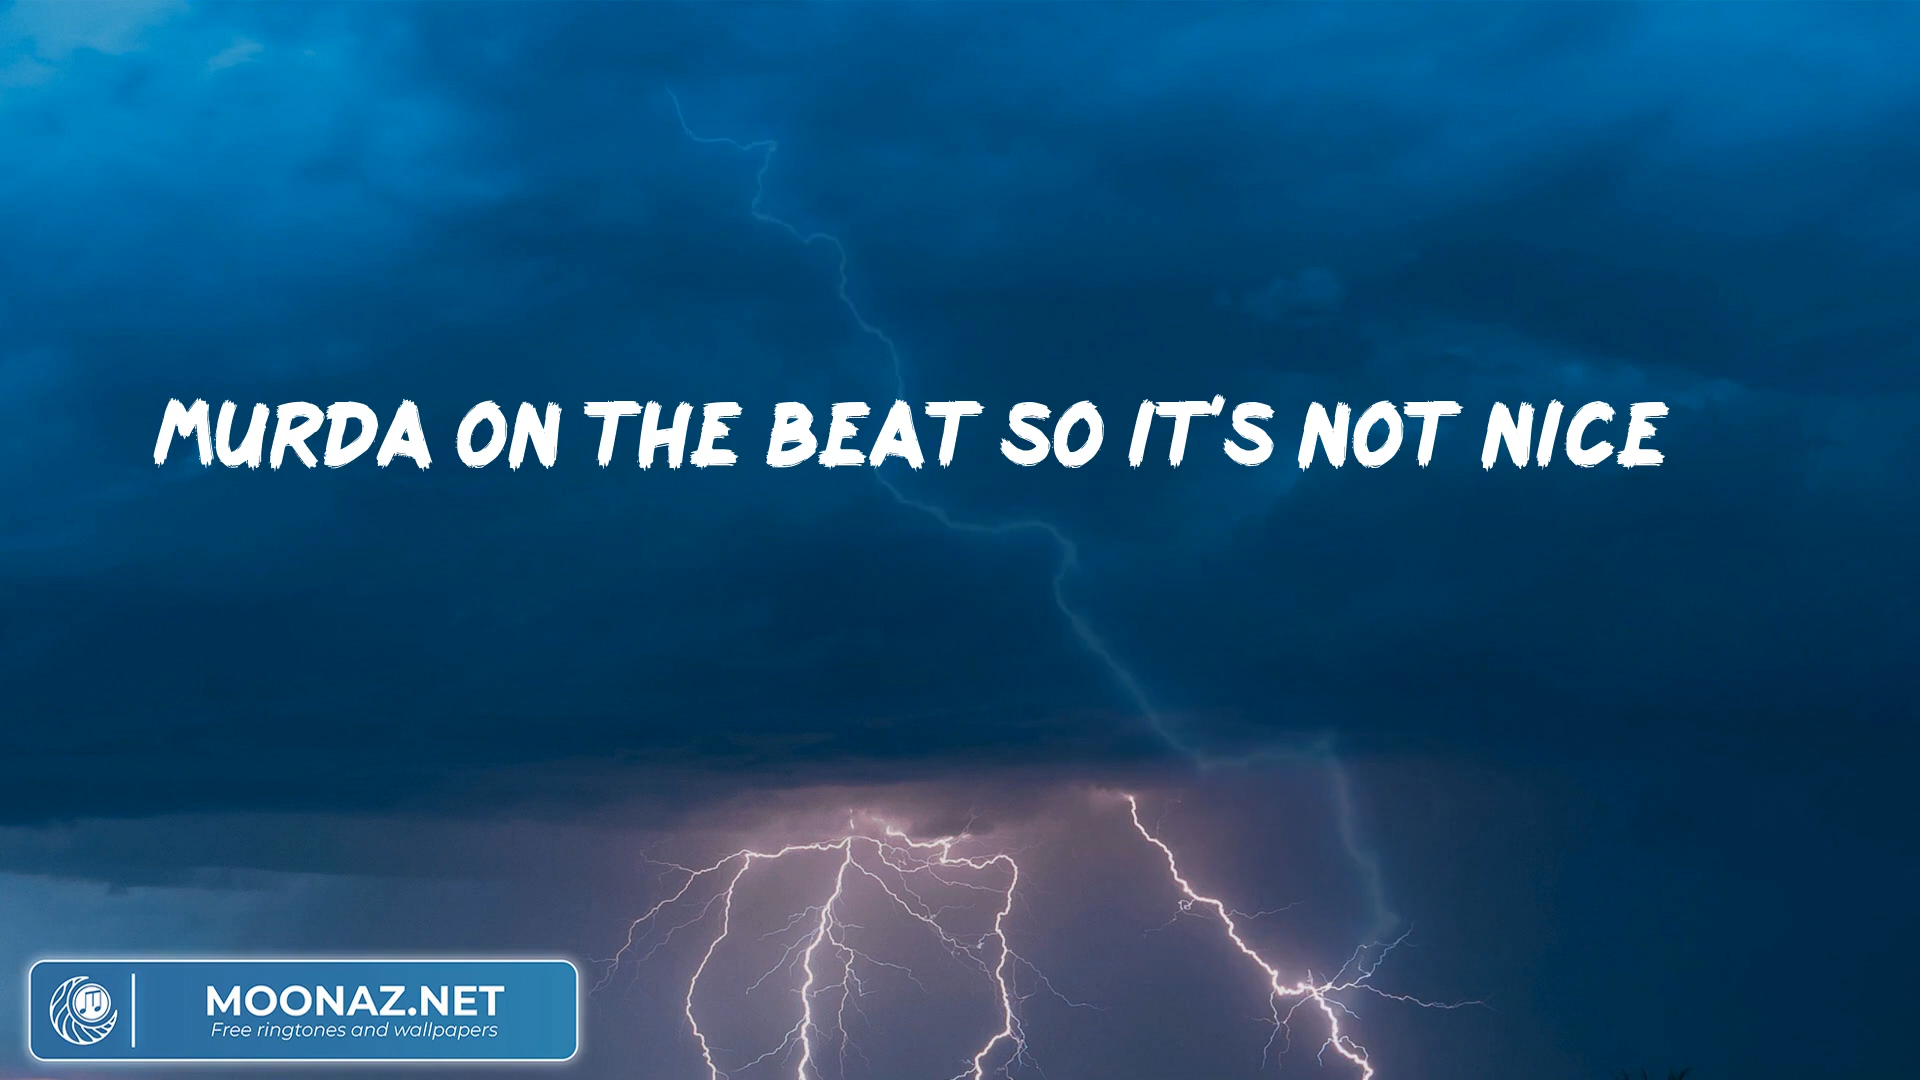 MURDA ON THE BEAT SO IT'S NOT NICE
MOONAZ.NET
Free ringtones and wallpapers